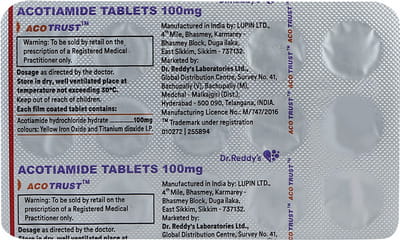 ACOTIAMIDE TABLETS 100mg
ACOTRUST™
Warning: To be sold by retail on the
prescription of a Registered Medical
Practitioner only.
Dosage as directed by the doctor.
Store in dry, well ventilated place at
temperature not exceeding 30°C.
Keep out of reach of children.
Each film coated tablet contains:
Acotiamide hydrochloride hydrate 100mg
colours: Yellow Iron Oxide and Titanium dioxide I.P.
Manufactured in India by: LUPIN LTD.,
4th Mile, Bhasmey, Karmarey -
Bhasmey Block, Duga Ilaka,
East Sikkim, Sikkim - 737132.
Marketed by:
Dr. Reddy's Laboratories Ltd.,
Global Distribution Centre, Survey No. 41,
Bachupally (V), Bachupally (M),
Medchal - Malkajgiri (Dist.),
Hyderabad - 500 090, Telangana, INDIA.
Manufacturing Licence No.: M/747/2016
™ Trademark under registration
010272 | 255894
ACOTRUST™
Dr.Reddy's
ACOTIAMIDE TABLETS 100mg
ACOTRUST™
Warning: To be sold by retail on the
prescription of a Registered Medical
Practitioner only.
Dosage as directed by the doctor.
Store in dry, well ventilated place at
Manufactured in India by: LUPIN LTD.,
4th Mile, Bhasmey, Karmarey -
Bhasmey Block, Duga Ilaka,
East Sikkim, Sikkim - 737132.
Marketed by:
Dr. Reddy's Laboratories Ltd.,
Global Distribution Centre, Survey No. 41,
ACOTRUST™